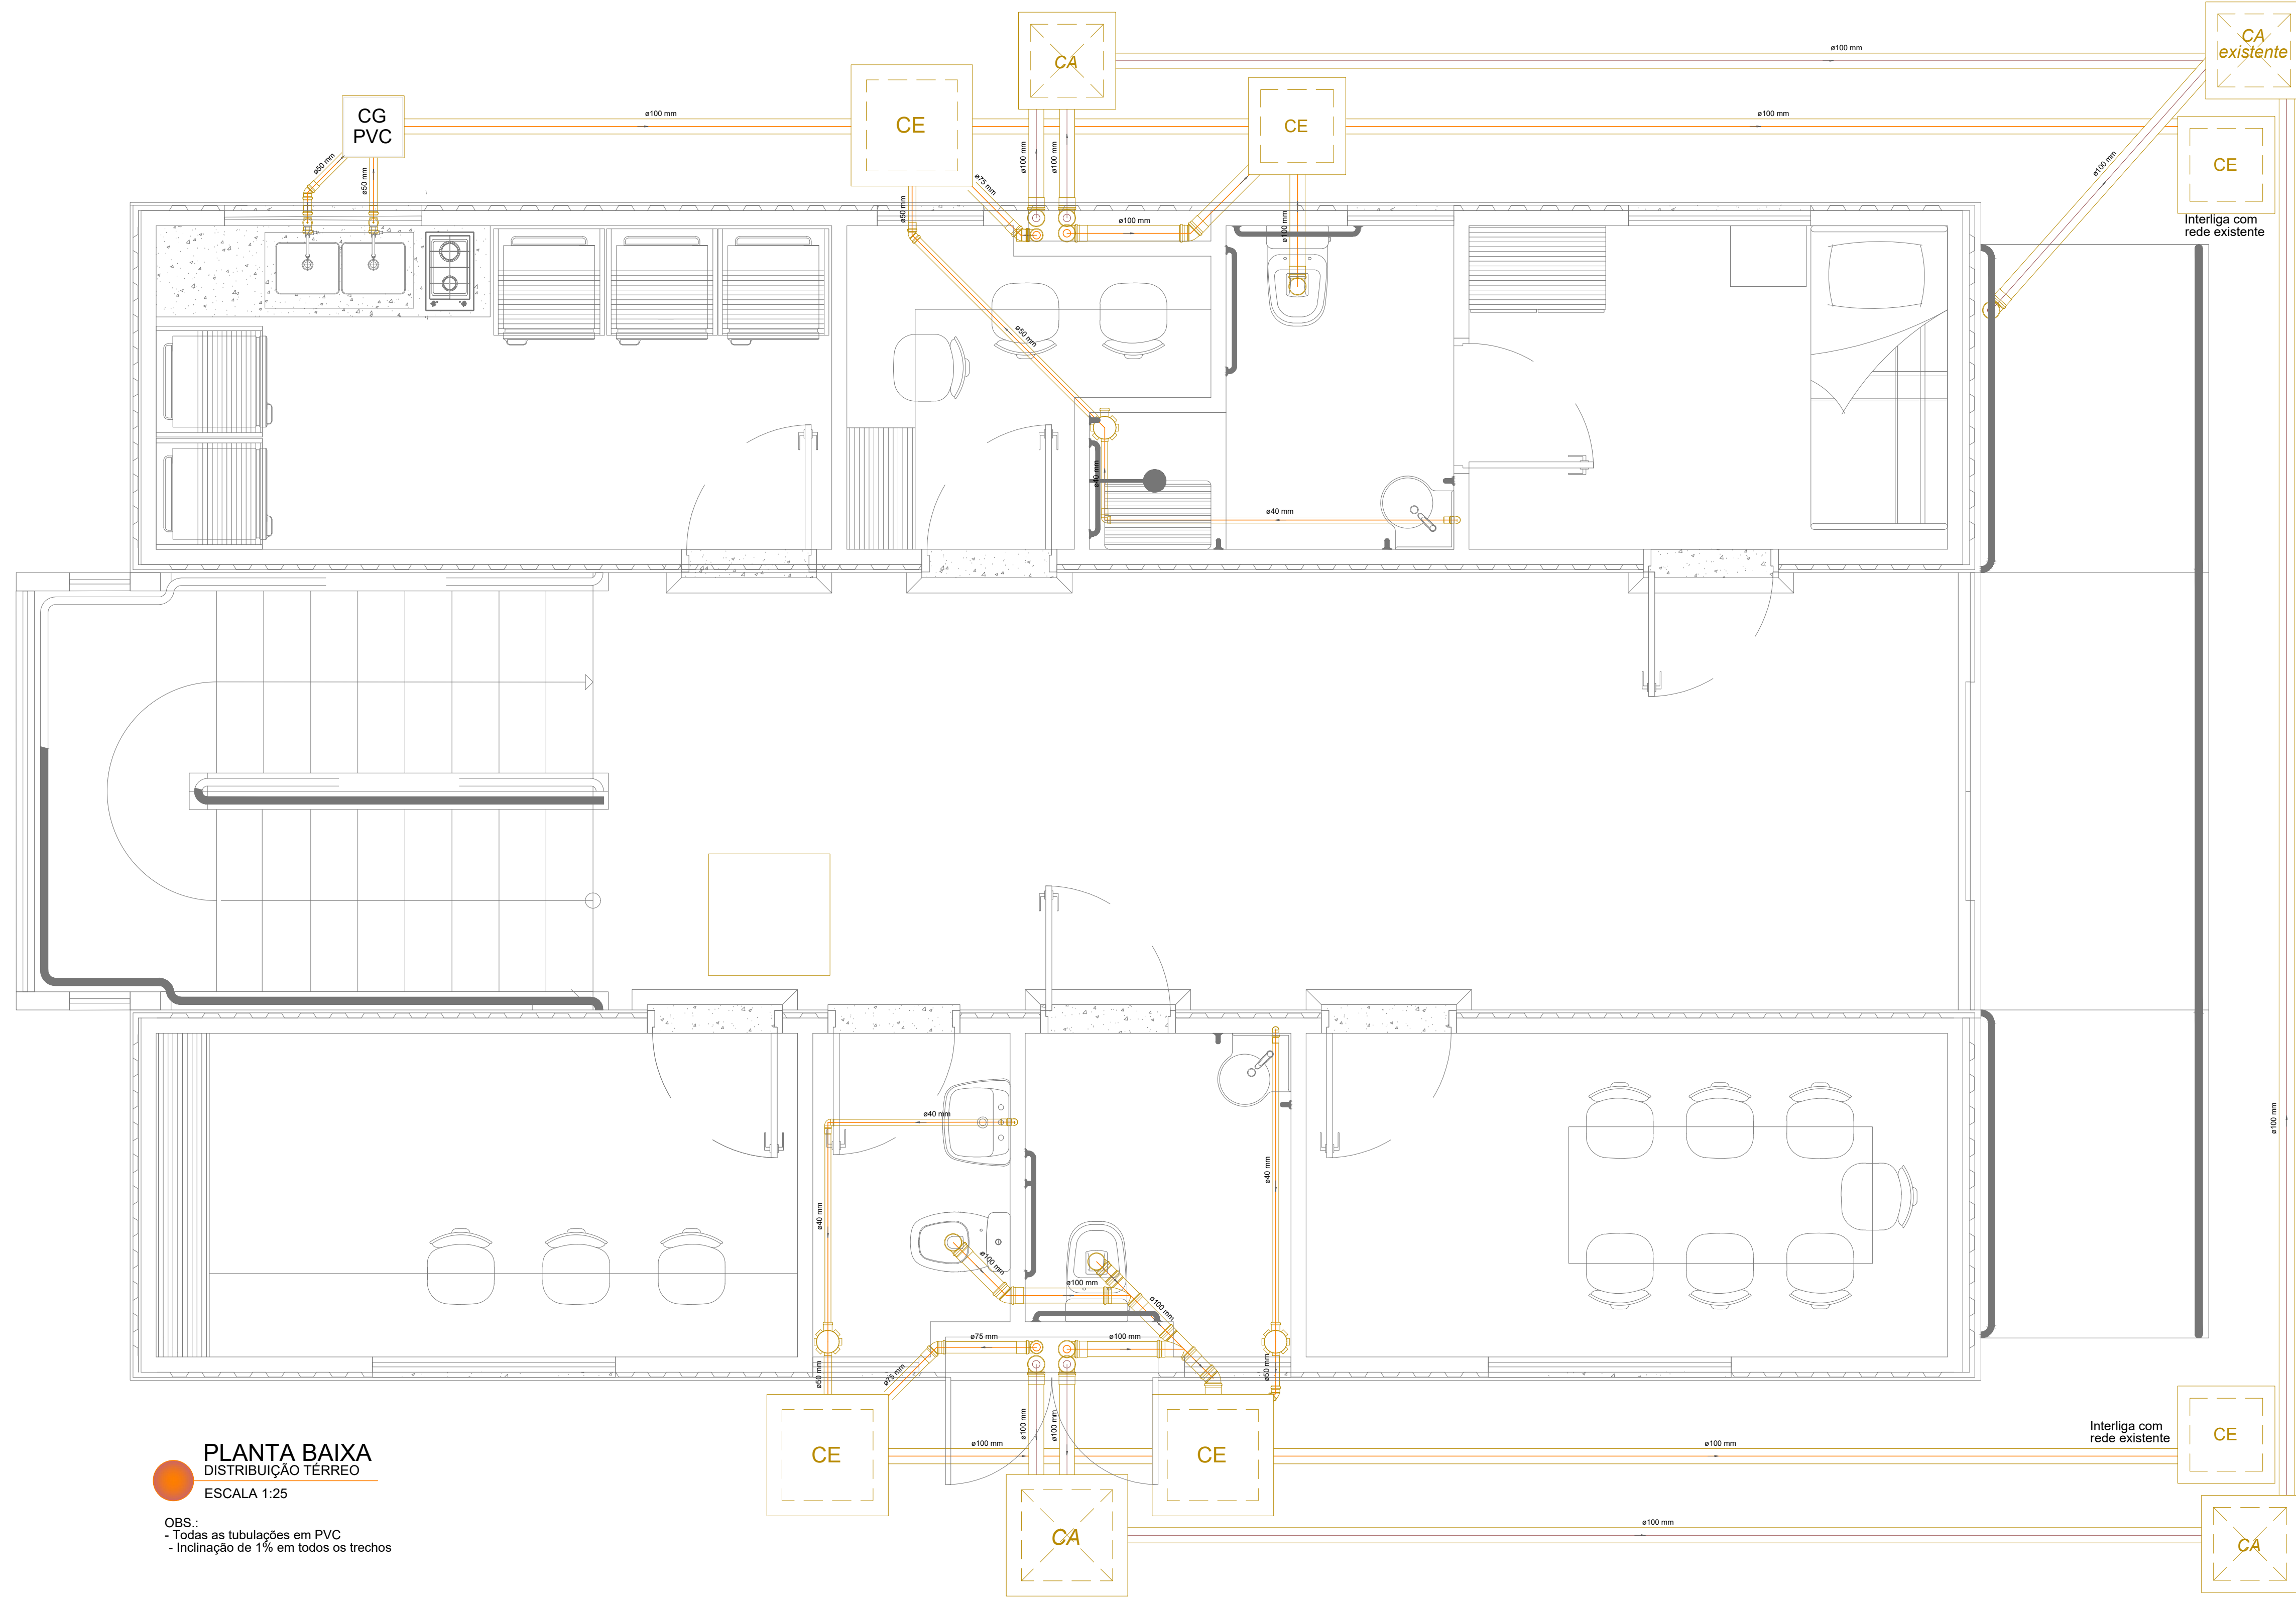 CA
existente
ø100 mm
CA
CG
PVC
ø100 mm
CE
CE
ø100 mm
CE
ø100 mm
ø50 mm
ø50 mm
ø100 mm
ø100 mm
ø75 mm
ø50 mm
ø100 mm
ø100 mm
Interliga com
rede existente
ø50 mm
ø40 mm
ø40 mm
ø40 mm
ø40 mm
ø40 mm
ø100 mm
ø100 mm
ø100 mm
ø100 mm
ø75 mm
ø100 mm
ø75 mm
ø50 mm
ø50 mm
ø100 mm
ø100 mm
CE
ø100 mm
CE
ø100 mm
Interliga com
rede existente
CE
PLANTA BAIXA
DISTRIBUIÇÃO TÉRREO
ESCALA 1:25
OBS.:
- Todas as tubulações em PVC
- Inclinação de 1% em todos os trechos
CA
ø100 mm
CA